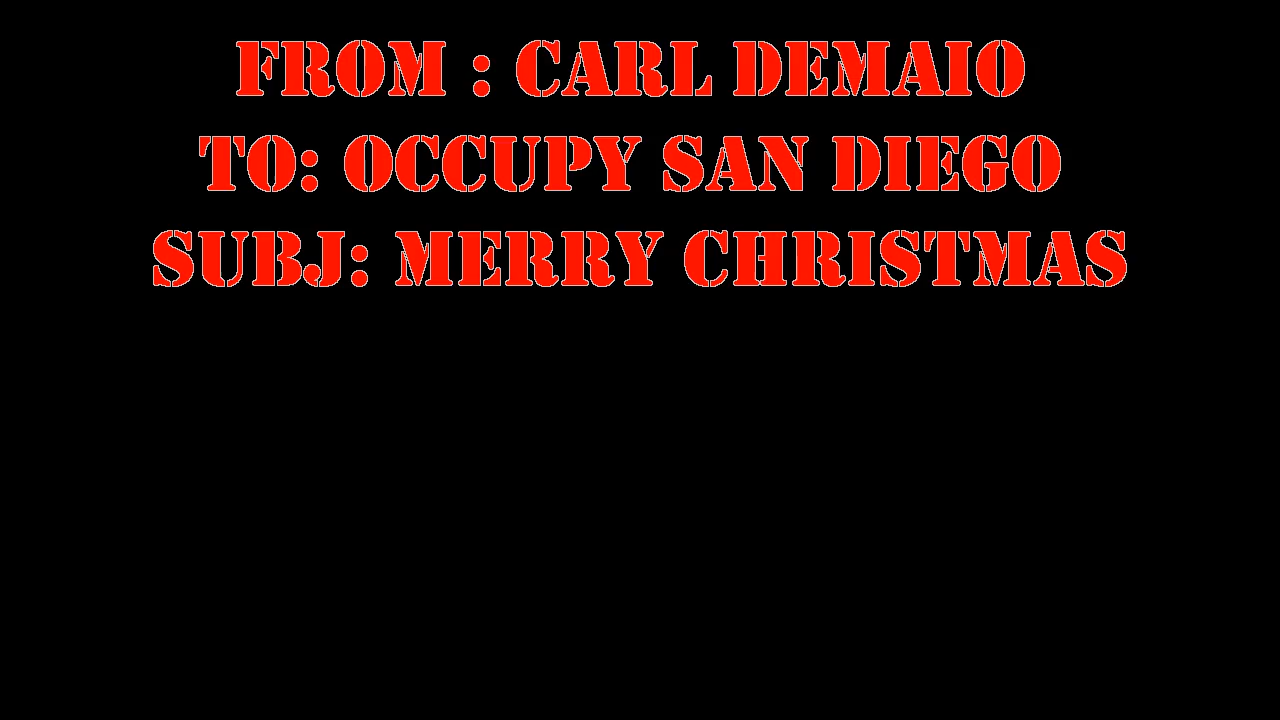 FROM : CARL DEMAIO
TO: OCCUPY SAN DIEGO
SUBJ: MERRY CHRISTMAS